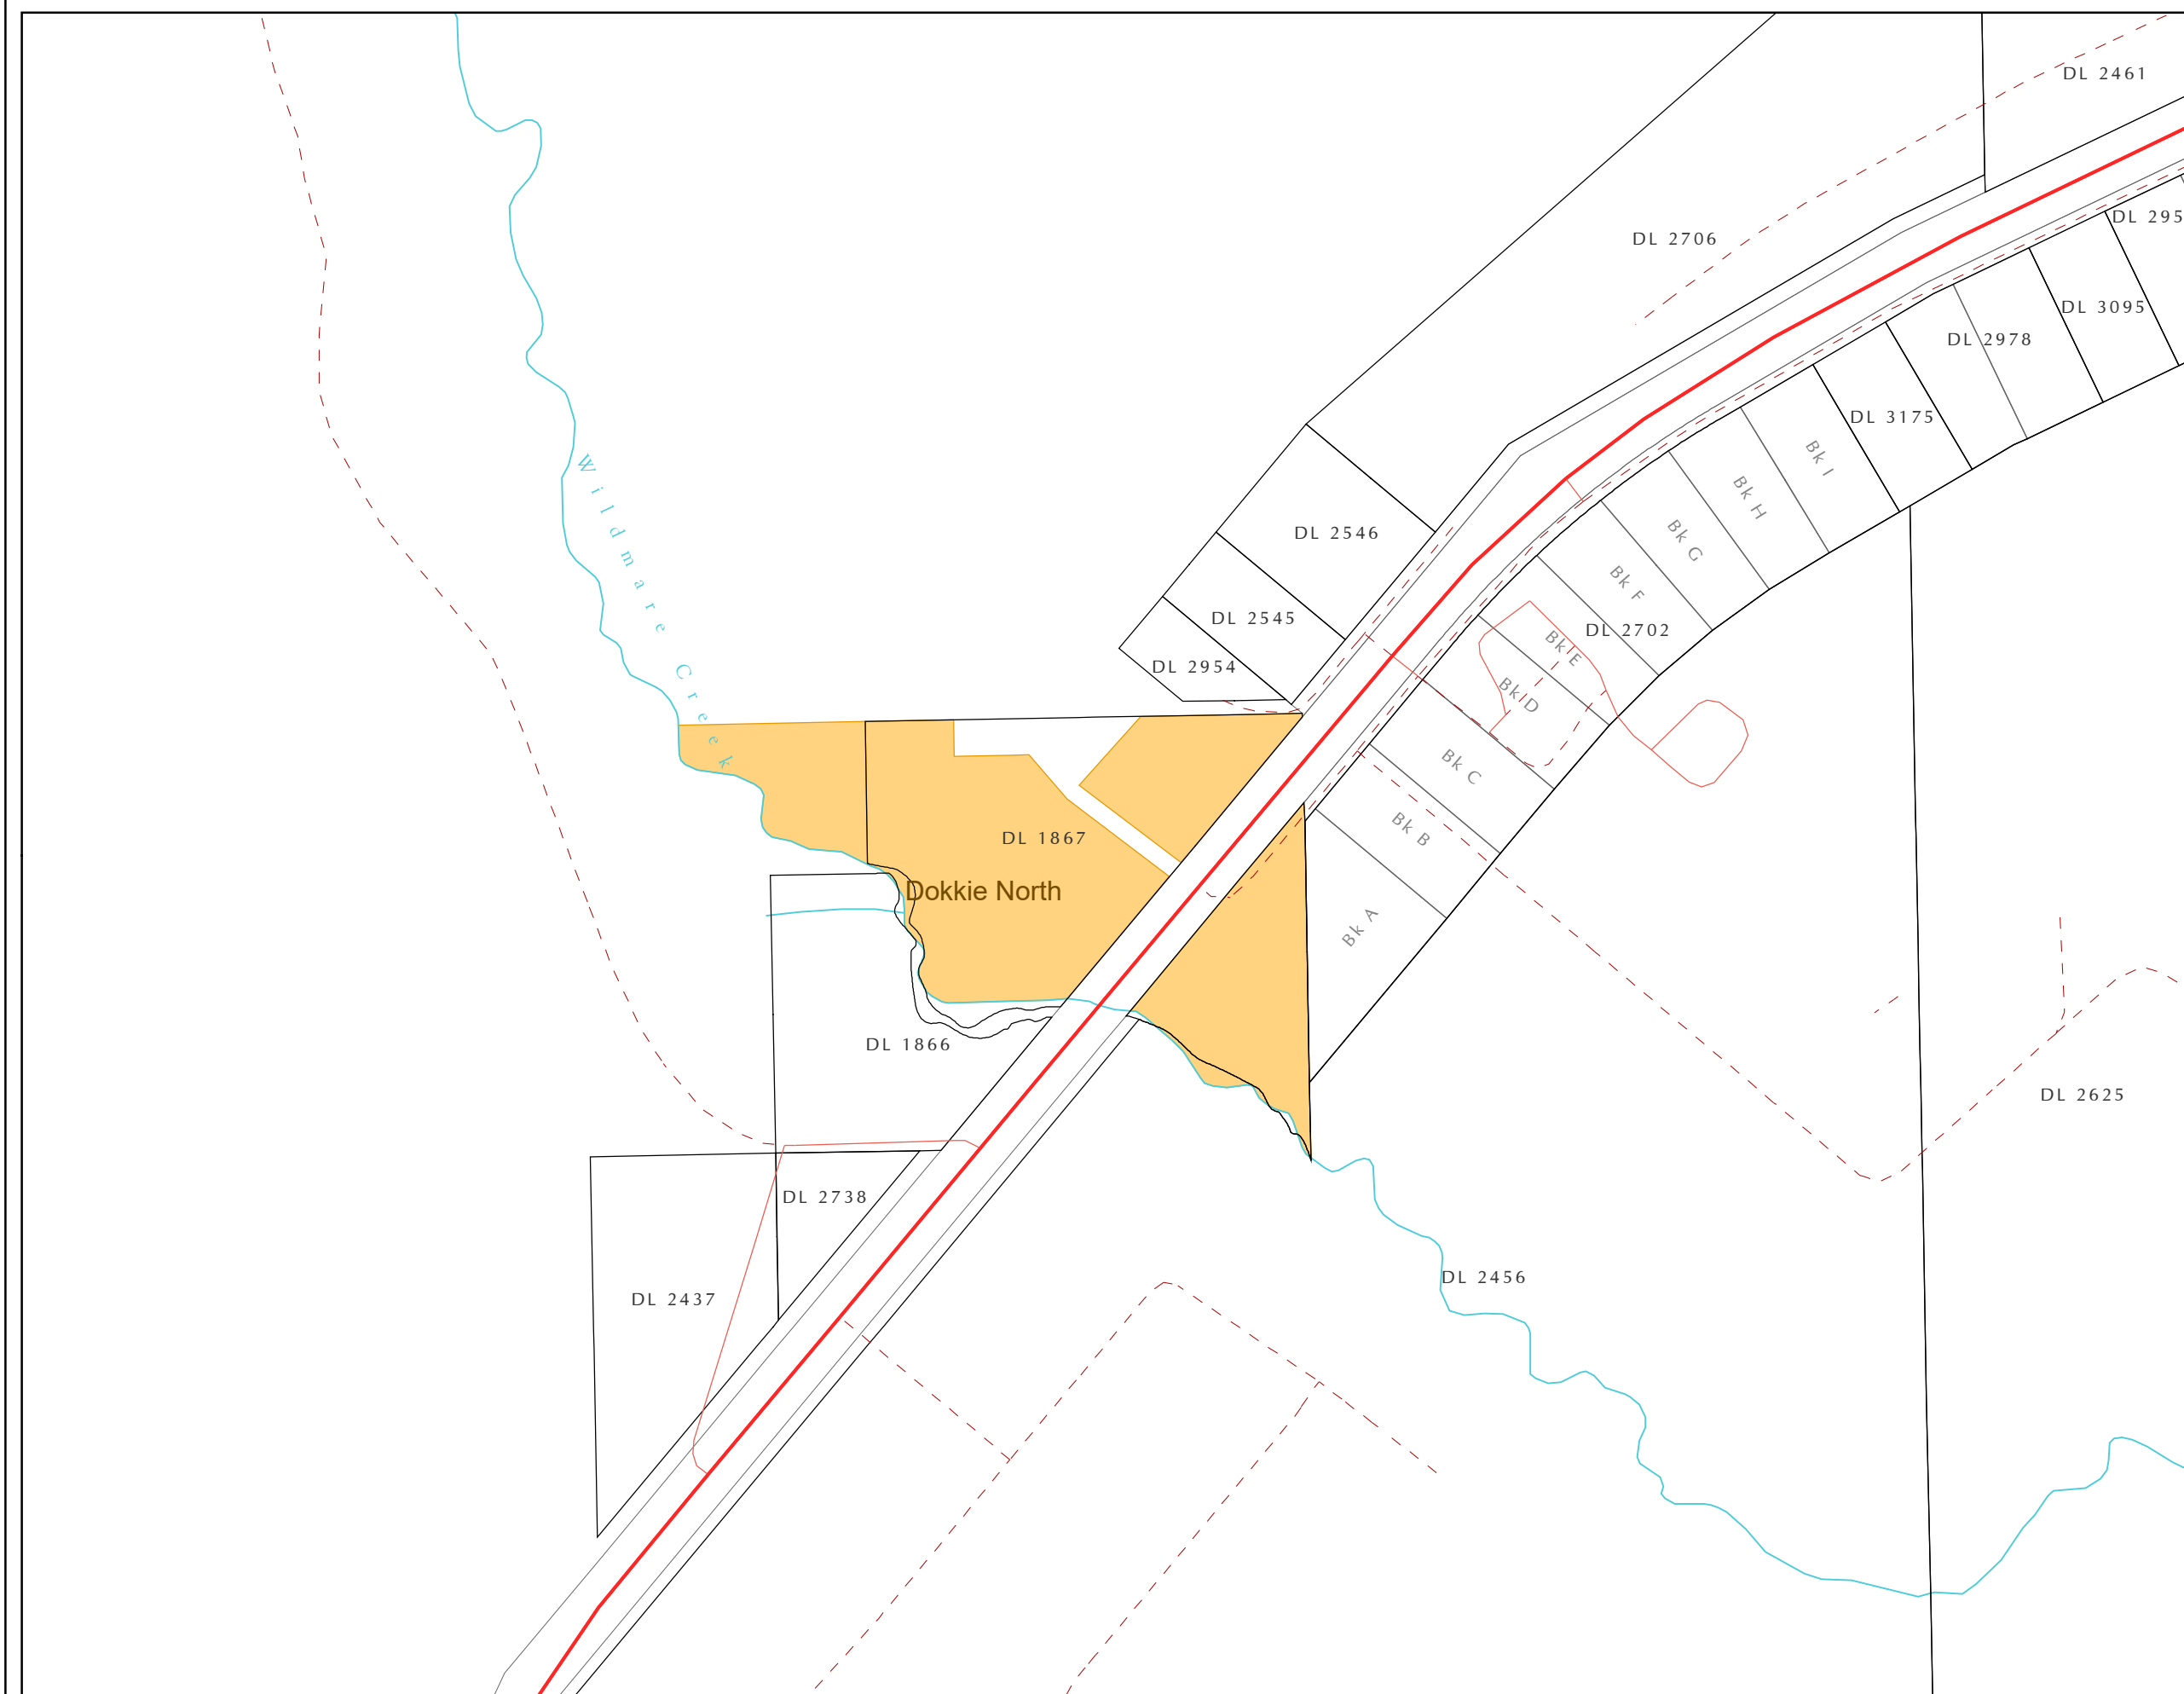 DL 2461
DL 295
DL 2706
DL 3095
DL 2978
DL 3175
Bk I
Bk H
Bk G
Bk F
DL 2702
Bk E
Bk D
Bk C
Bk B
Bk A
DL 2546
DL 2545
DL 2954
Wildmare Creek
DL 1867
Dokkie North
DL 1866
DL 2625
DL 2738
DL 2456
DL 2437